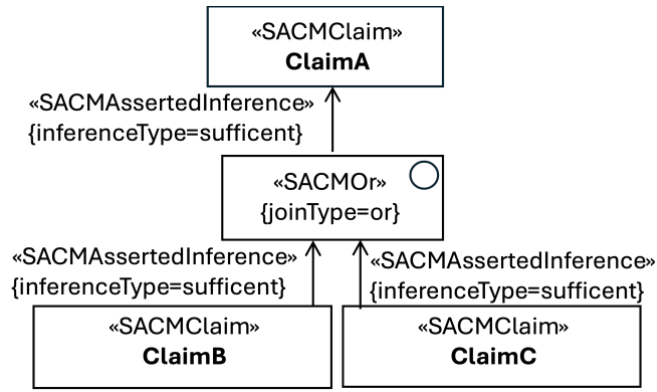 «SACMClaim»
ClaimA
«SACMAssertedInference»
{inferenceType=sufficent}
«SACMOr»
{joinType=or}
«SACMAssertedInference»
{inferenceType=sufficent}
«SACMAssertedInference»
{inferenceType=sufficent}
«SACMClaim»
ClaimB
«SACMClaim»
ClaimC